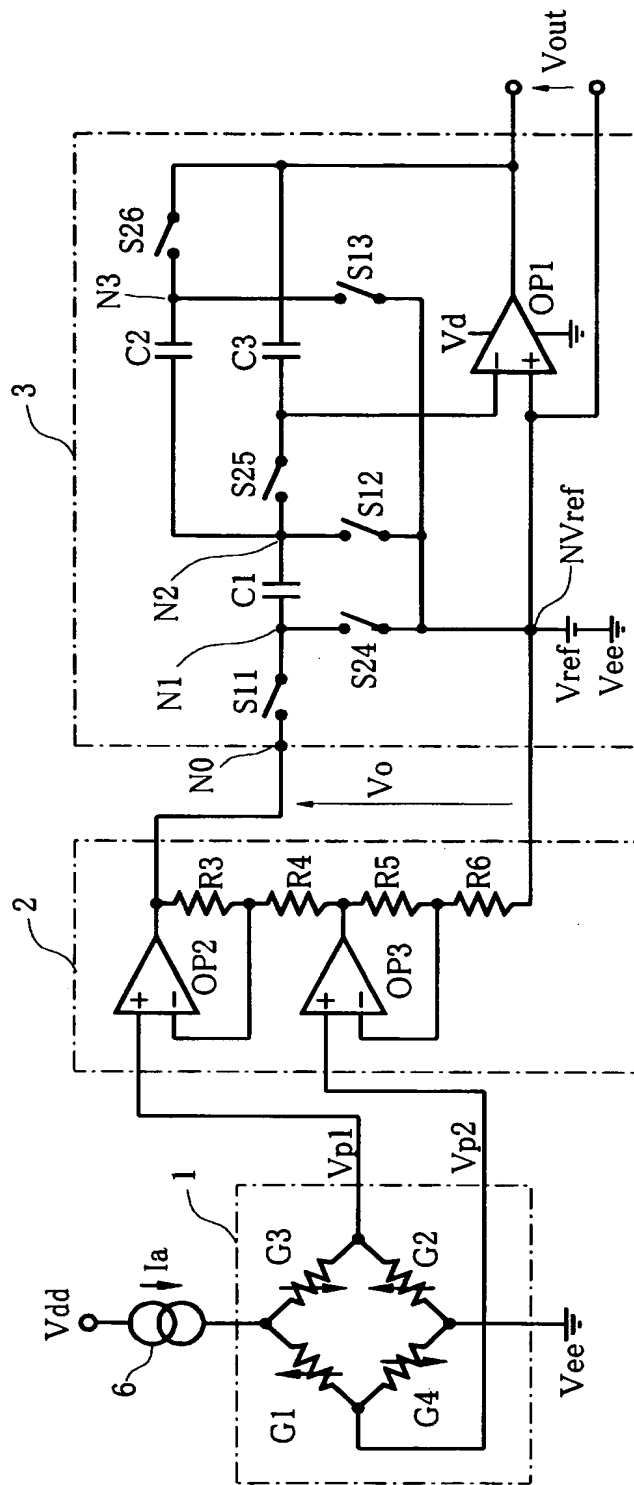 1
2
3
Vdd
6
Ia
G1
G3
G4
G2
Vee
Vp1
Vp2
+
−
OP2
+
−
OP3
R3
R4
R5
R6
Vo
N0
S11
N1
C1
N2
S24
S12
S25
C2
C3
N3
S26
S13
Vd
−
+
OP1
NVref
Vref
Vee
Vout